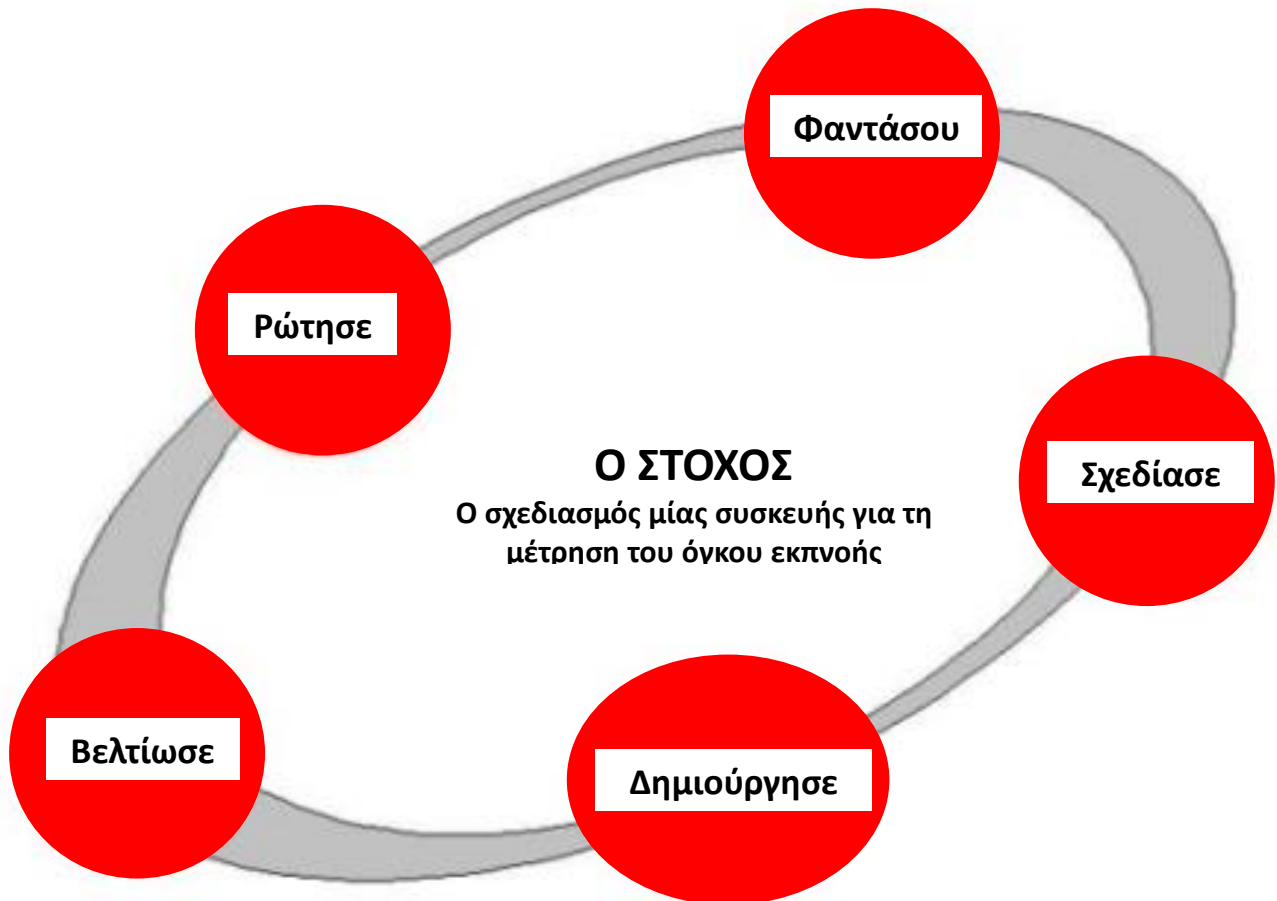 Φαντάσου
Ρώτησε
Ο ΣΤΟΧΟΣ
Ο σχεδιασμός μίας συσκευής για τη
μέτρηση του όγκου εκπνοής
Σχεδίασε
Βελτίωσε
Δημιούργησε